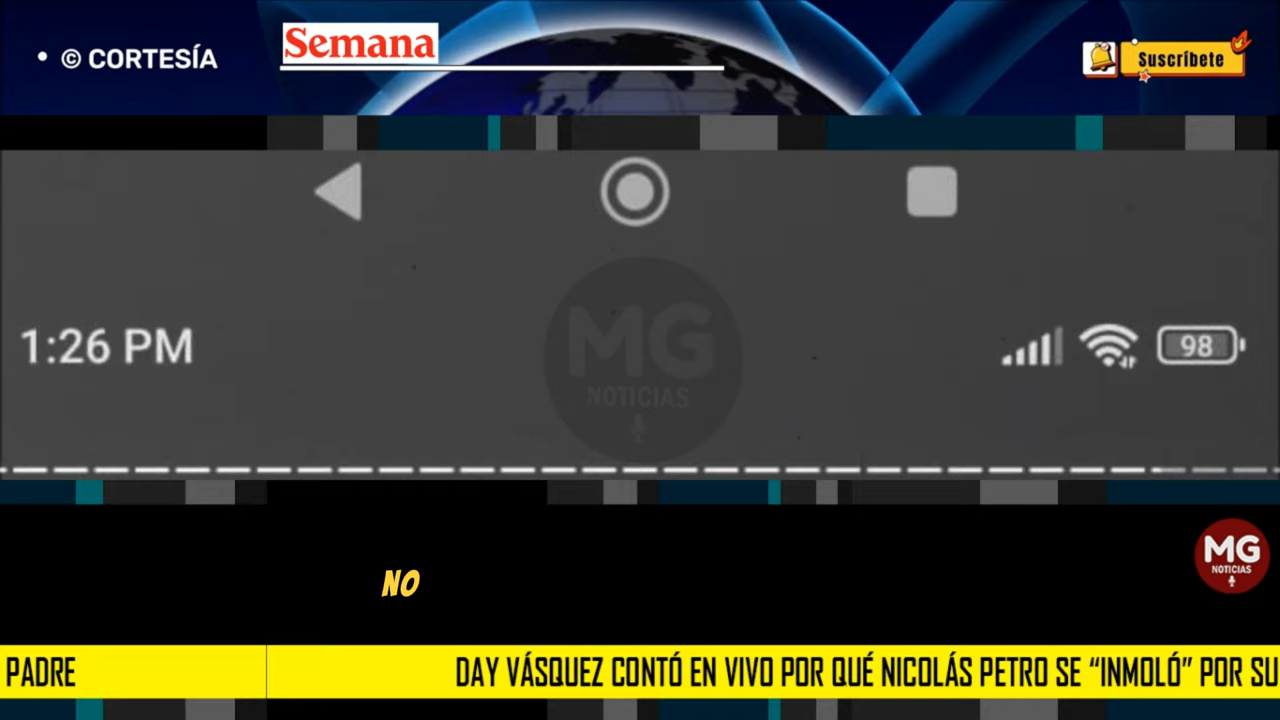 • © CORTESÍA
Semana
Suscríbete
1:26 PM
98
MG
NOTICIAS
NO
MG
NOTICIAS
PADRE
DAY VÁSQUEZ CONTÓ EN VIVO POR QUÉ NICOLÁS PETRO SE “INMOLÓ” POR SU